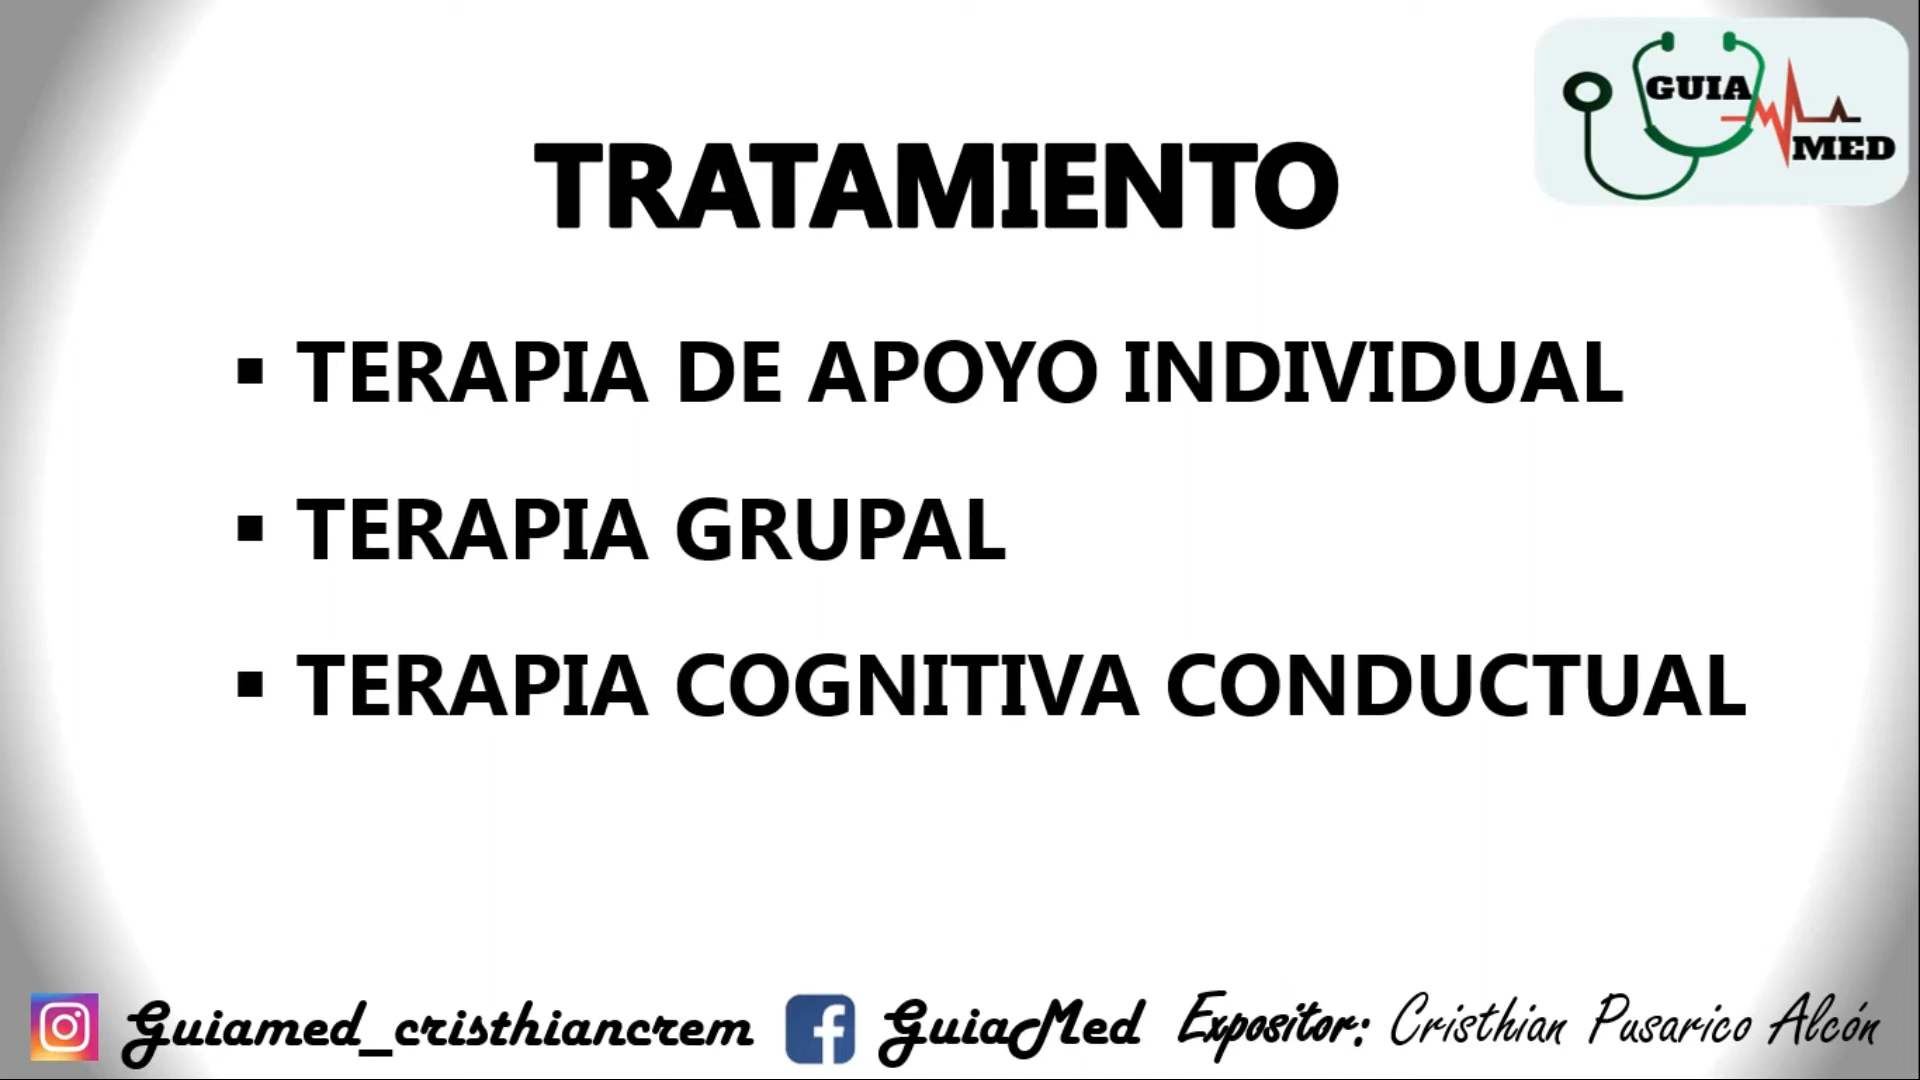 GUIA
MED
TRATAMIENTO
▪ TERAPIA DE APOYO INDIVIDUAL
▪ TERAPIA GRUPAL
▪ TERAPIA COGNITIVA CONDUCTUAL
Guiamed_cristhiancrem GuiaMed Expositor: Cristhian Pusarico Alcón